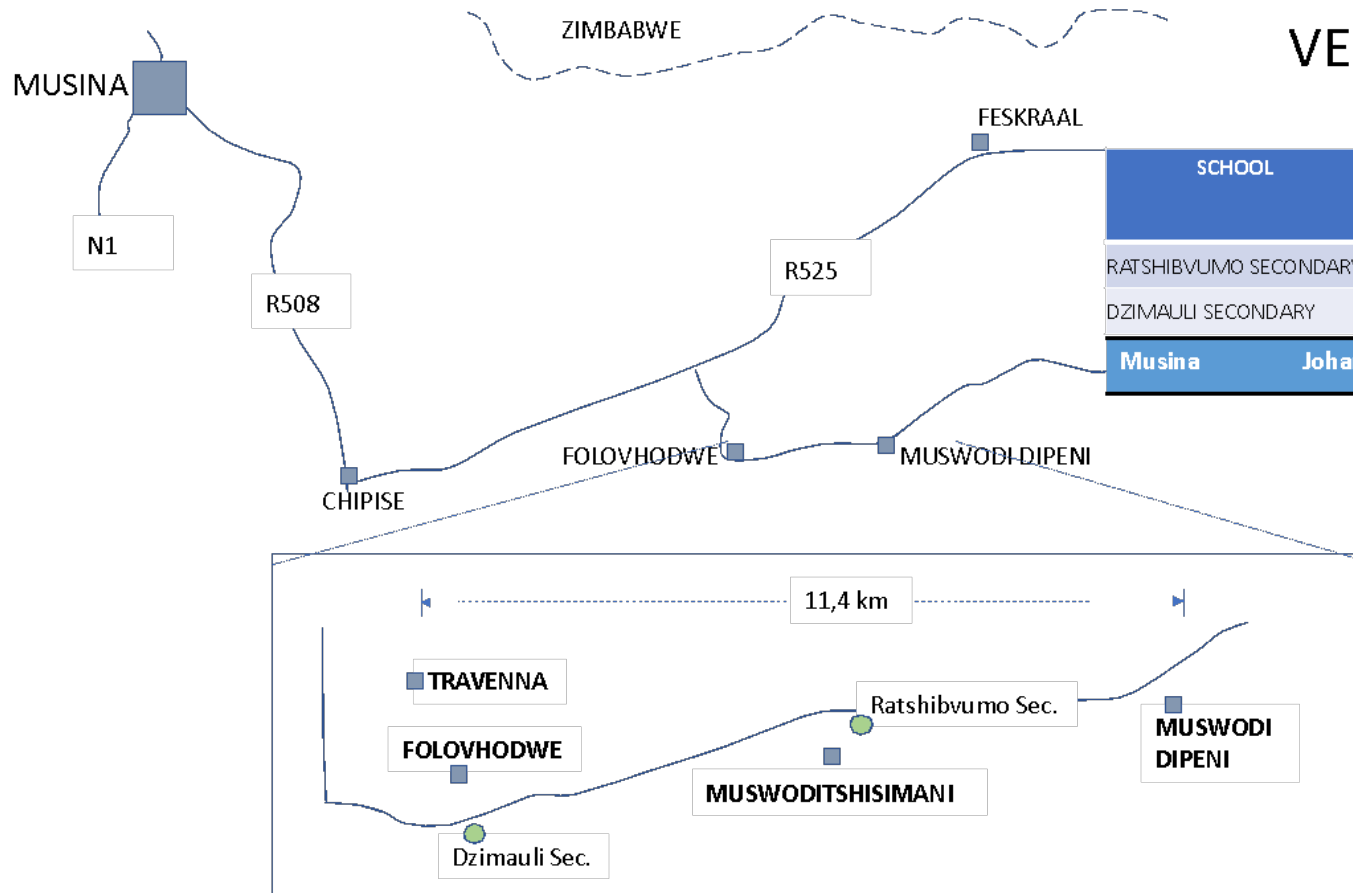 ZIMBABWE
VE
MUSINA
FESKRAAL
SCHOOL
N1
R525
R508
RATSHIBVUMO SECONDARY
DZIMAULI SECONDARY
Musina Joha
FOLOVHODWE
MUSWODI DIPENI
CHIPISE
11,4 km
TRAVENNA
Ratshibvumo Sec.
FOLOVHODWE
MUSWODI
DIPENI
MUSWODITSHISIMANI
Dzimauli Sec.